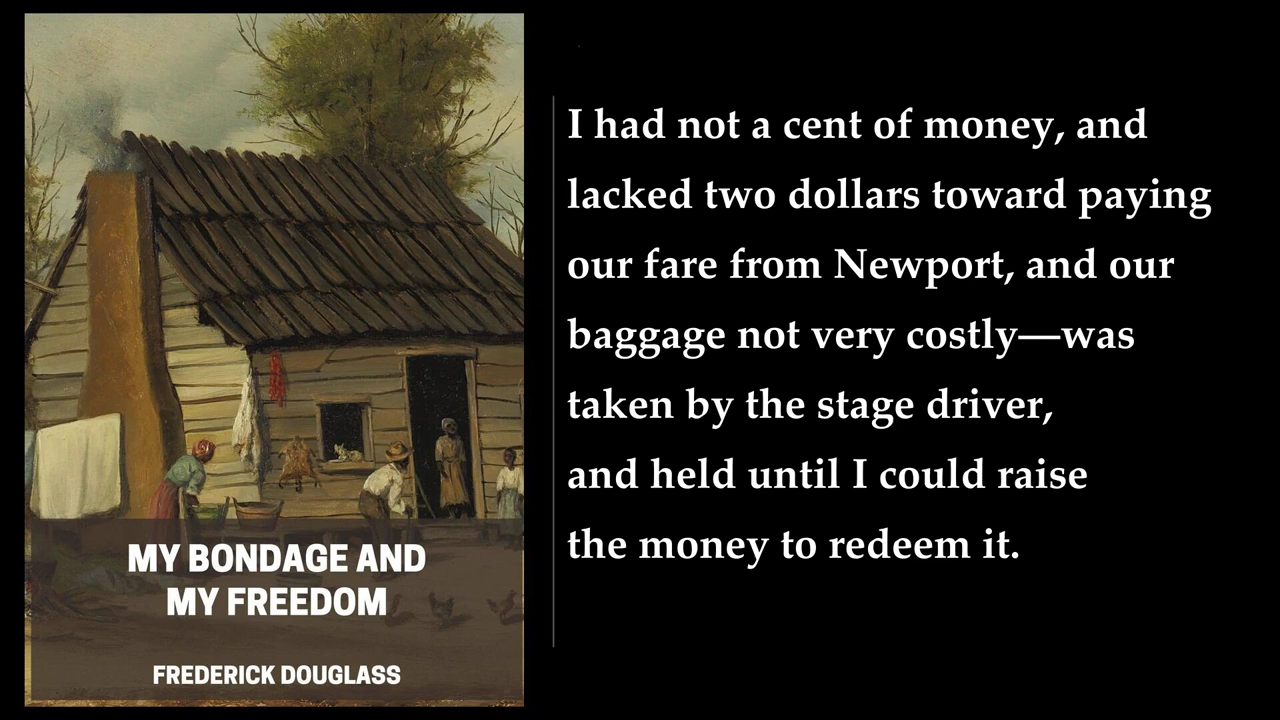 MY BONDAGE AND
MY FREEDOM
FREDERICK DOUGLASS
I had not a cent of money, and
lacked two dollars toward paying
our fare from Newport, and our
baggage not very costly—was
taken by the stage driver,
and held until I could raise
the money to redeem it.